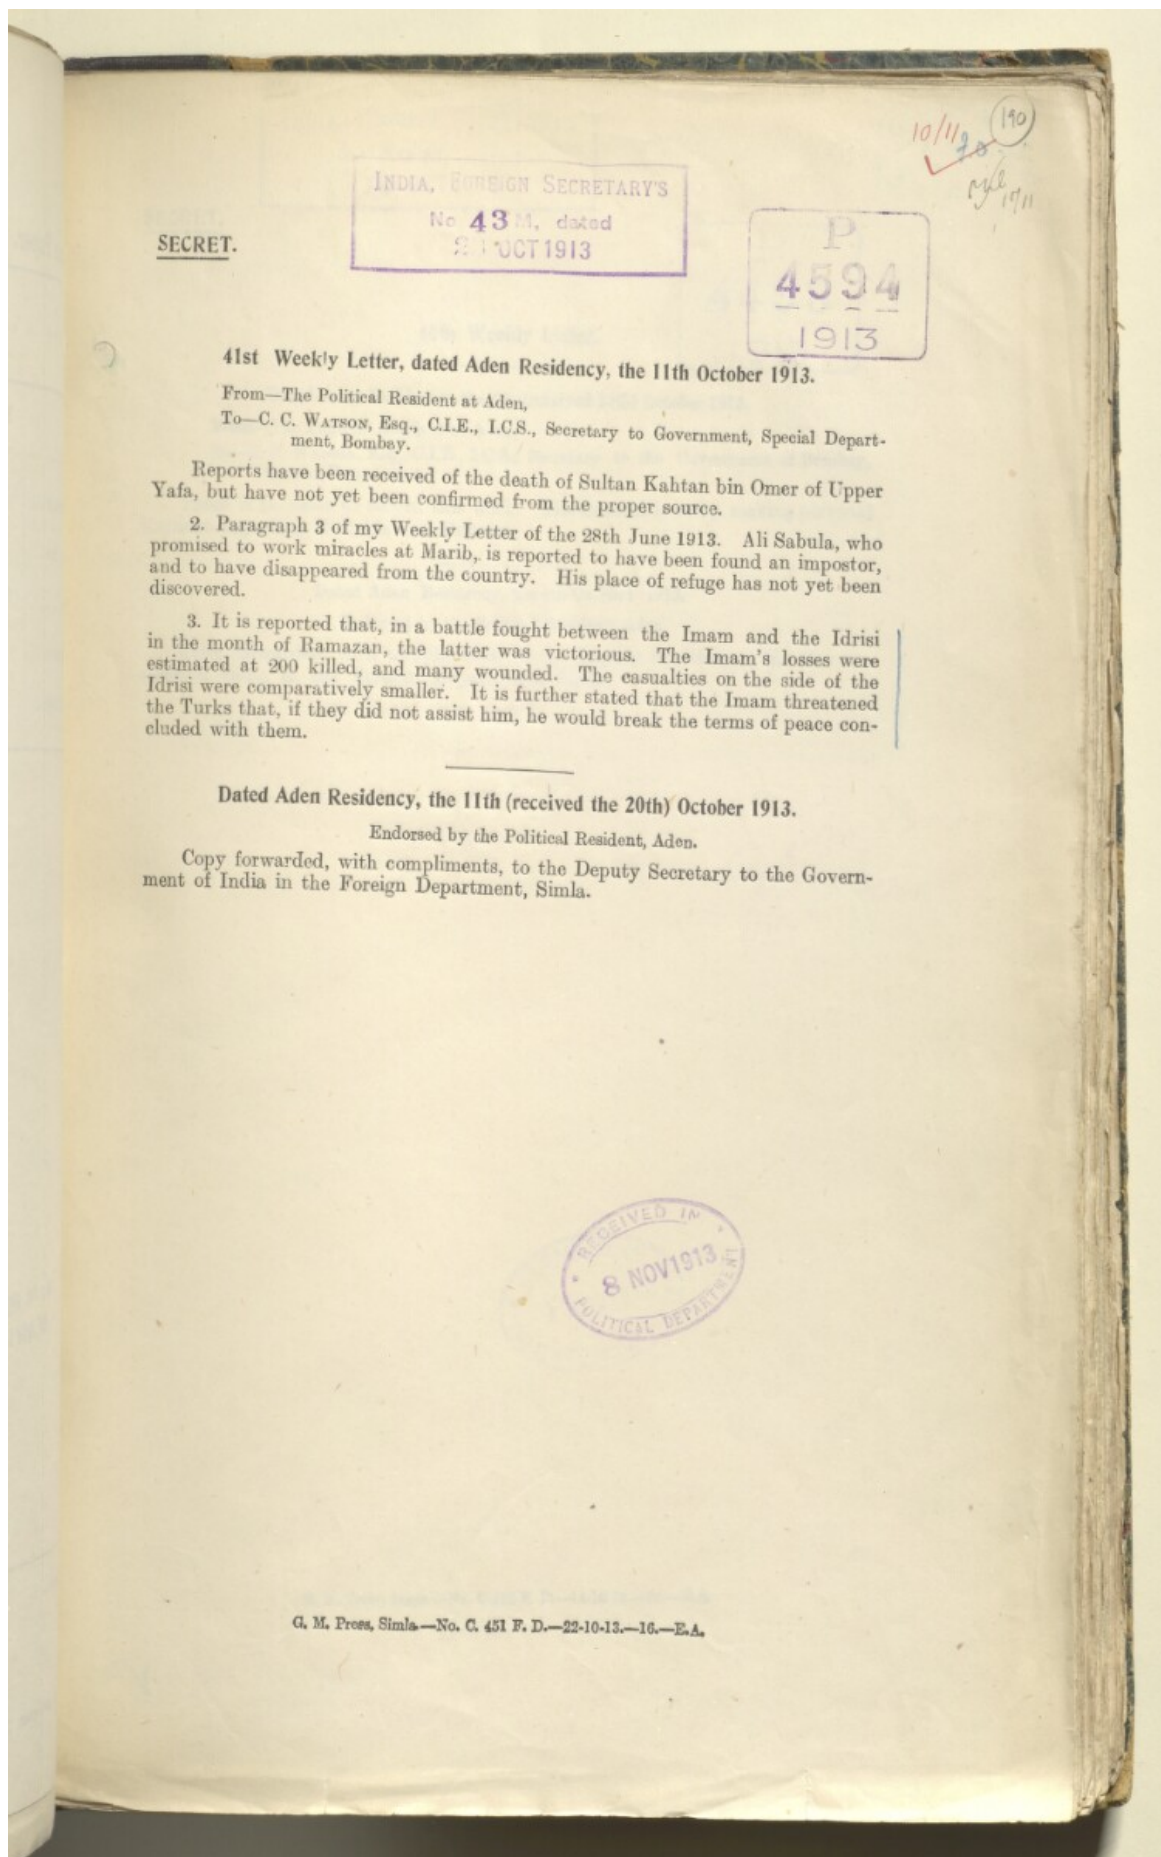 190
10/11
INDIA, FOREIGN SECRETARY'S
No 43 M, dated
OCT 1913
P
4594
1913
SECRET.
41st Weekly Letter, dated Aden Residency, the 11th October 1913.
From—The Political Resident at Aden,
To—C. C. WATSON, Esq., C.I.E., I.C.S., Secretary to Government, Special Depart-
ment, Bombay.
Reports have been received of the death of Sultan Kahtan bin Omer of Upper
Yafa, but have not yet been confirmed from the proper source.
2. Paragraph 3 of my Weekly Letter of the 28th June 1913. Ali Sabula, who
promised to work miracles at Marib, is reported to have been found an impostor,
and to have disappeared from the country. His place of refuge has not yet been
discovered.
3. It is reported that, in a battle fought between the Imam and the Idrisi
in the month of Ramazan, the latter was victorious. The Imam's losses were
estimated at 200 killed, and many wounded. The casualties on the side of the
Idrisi were comparatively smaller. It is further stated that the Imam threatened
the Turks that, if they did not assist him, he would break the terms of peace con-
cluded with them.
Dated Aden Residency, the 11th (received the 20th) October 1913.
Endorsed by the Political Resident, Aden.
Copy forwarded, with compliments, to the Deputy Secretary to the Govern-
ment of India in the Foreign Department, Simla.
RECEIVED IN
8 NOV 1913
POLITICAL DEPARTMENT
G. M. Press, Simla.—No. C. 451 F. D.—22-10-13.—16.—E.A.